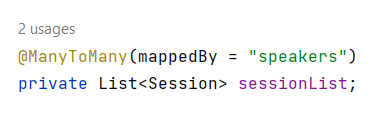 2 usages
@ManyToMany(mappedBy = "speakers")
private List<Session> sessionList;